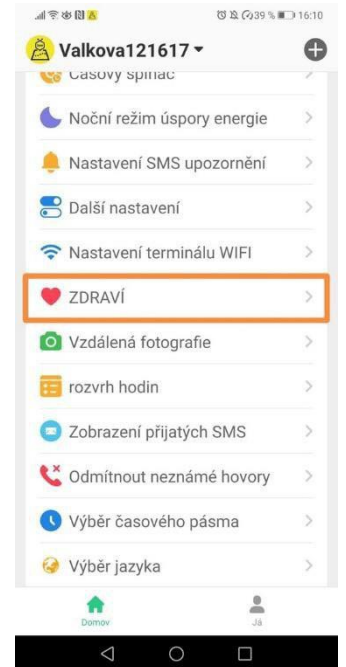 39 % 16:10
Valkova121617
Časový spínač
Noční režim úspory energie
Nastavení SMS upozornění
Další nastavení
Nastavení terminálu WIFI
ZDRAVÍ
Vzdálená fotografie
rozvrh hodin
Zobrazení přijatých SMS
Odmítnout neznámé hovory
Výběr časového pásma
Výběr jazyka
Domov
Já